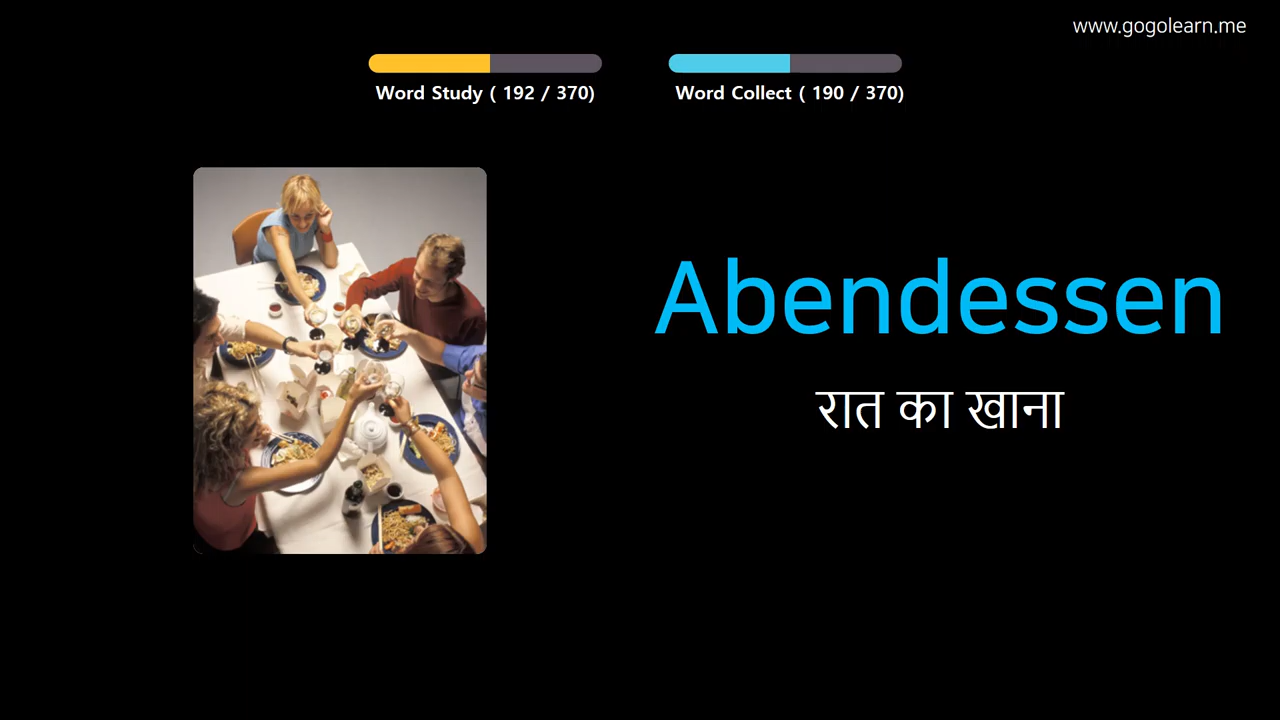 www.gogolearn.me
Word Study ( 192 / 370)
Word Collect ( 190 / 370)
Abendessen
रात का खाना